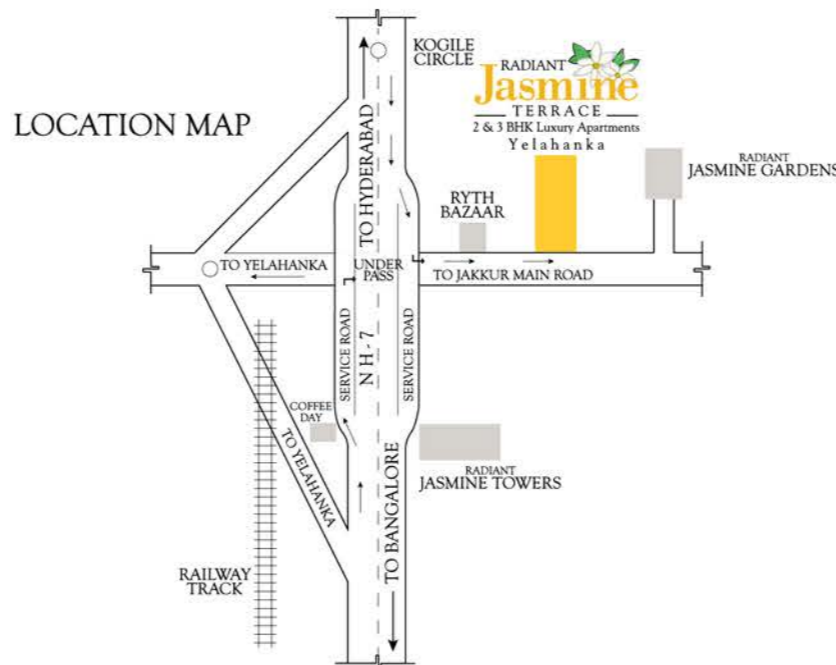 LOCATION MAP
KOGILE
CIRCLE
RADIANT
Jasmine
TERRACE
2 & 3 BHK Luxury Apartments
Yelahanka
RADIANT
JASMINE GARDENS
RYTH
BAZAAR
TO HYDERABAD
TO YELAHANKA
UNDER
PASS
TO JAKKUR MAIN ROAD
SERVICE ROAD
NH-7
SERVICE ROAD
COFFEE
DAY
TO YELAHANKA
RADIANT
JASMINE TOWERS
TO BANGALORE
RAILWAY
TRACK